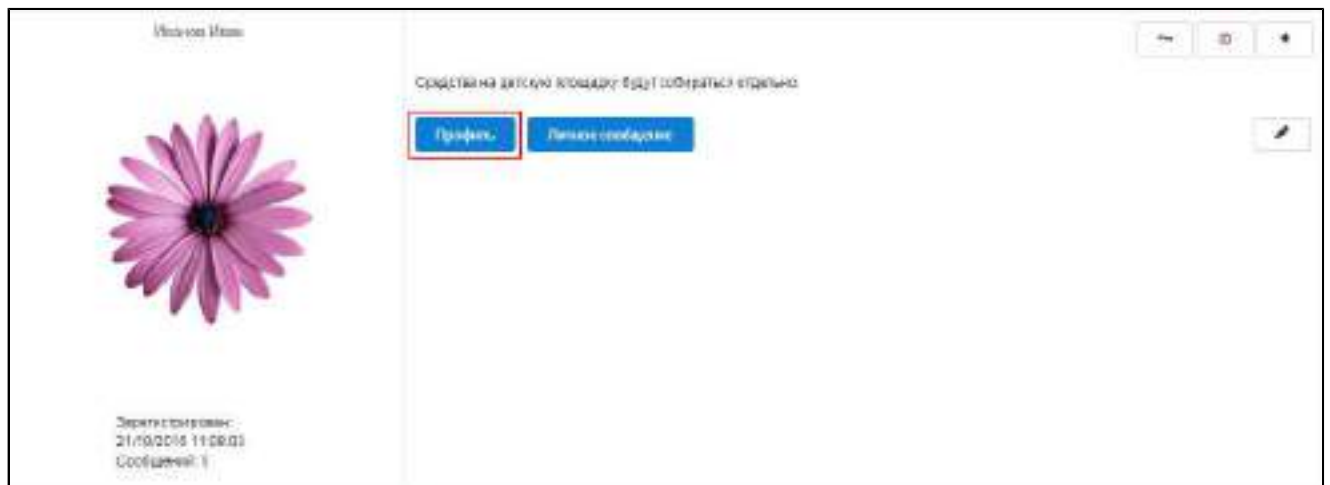 Иванов Иван
Средства на детскую площадку будут собираться отдельно.
Профиль
Личное сообщение
Зарегистрирован:
21/10/2016 11:08:03
Сообщений: 1